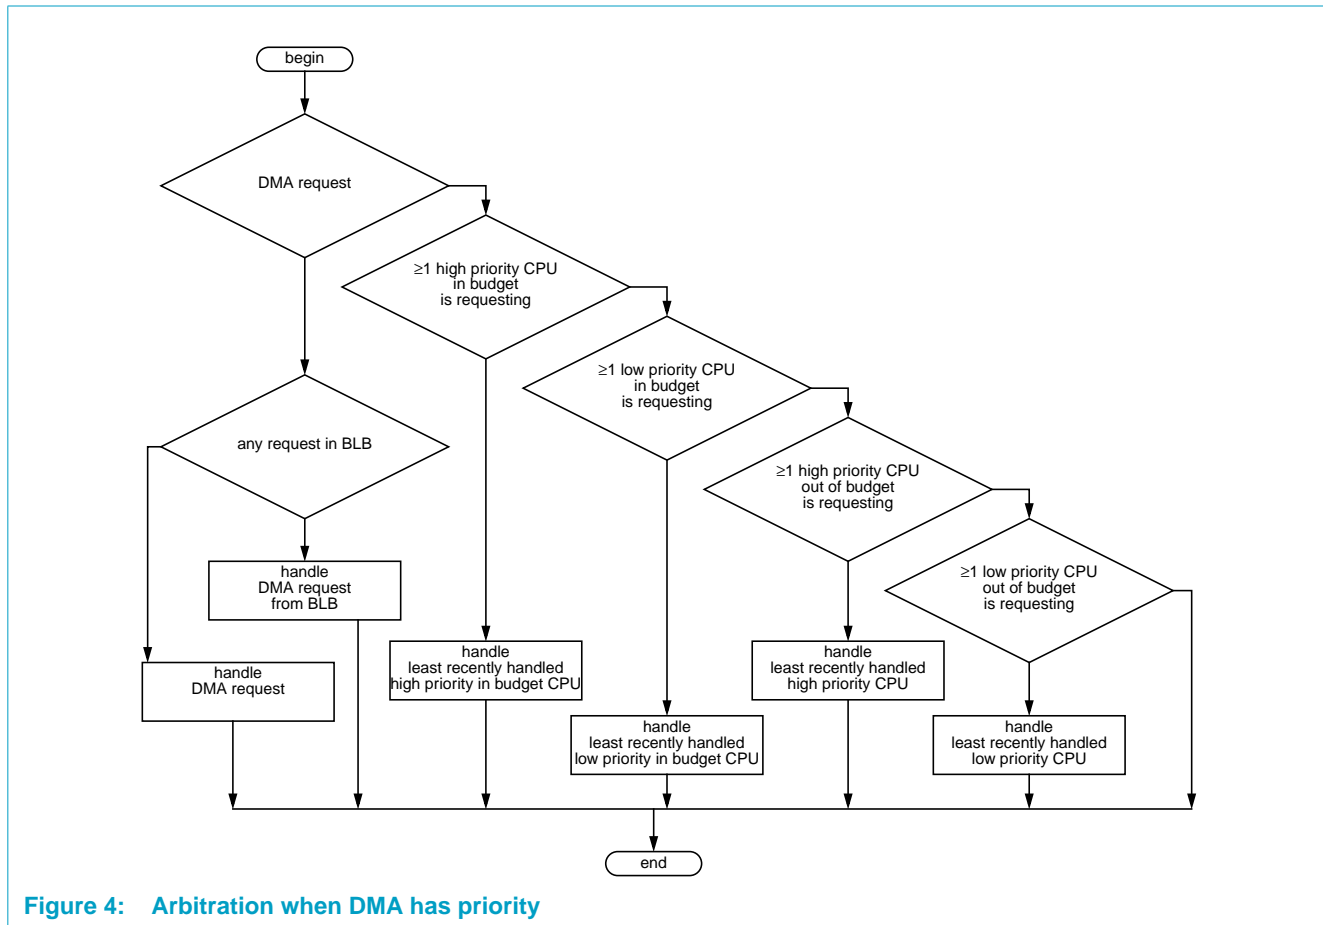 begin
DMA request
≥1 high priority CPU
in budget
is requesting
≥1 low priority CPU
in budget
is requesting
any request in BLB
≥1 high priority CPU
out of budget
is requesting
≥1 low priority CPU
out of budget
is requesting
handle
DMA request
from BLB
handle
DMA request
handle
least recently handled
high priority in budget CPU
handle
least recently handled
low priority in budget CPU
handle
least recently handled
high priority CPU
handle
least recently handled
low priority CPU
end
Figure 4: Arbitration when DMA has priority